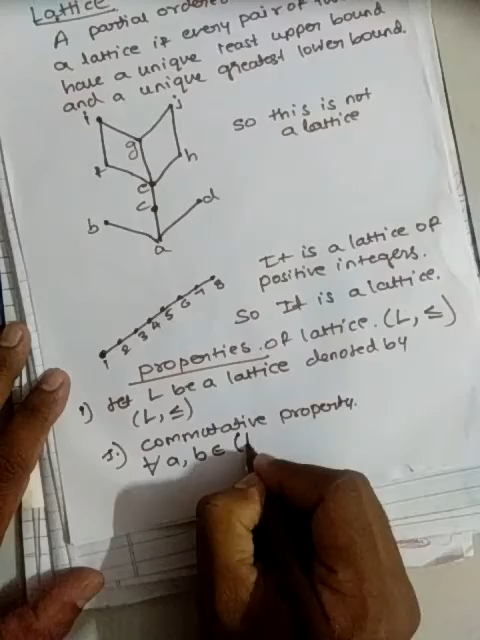 Lattice
A partial ordered
a lattice if every pair of
have a unique least upper bound
and a unique greatest lower bound.
i
j
g
f
h
e
c
d
b
a
so this is not
a lattice
It is a lattice of
positive integers.
So It is a lattice.
1 2 3 4 5 6 7 8
properties of lattice. (L, ≤)
1) Let L be a lattice denoted by
(L, ≤)
1.) commutative property.
∀ a, b ∈ (